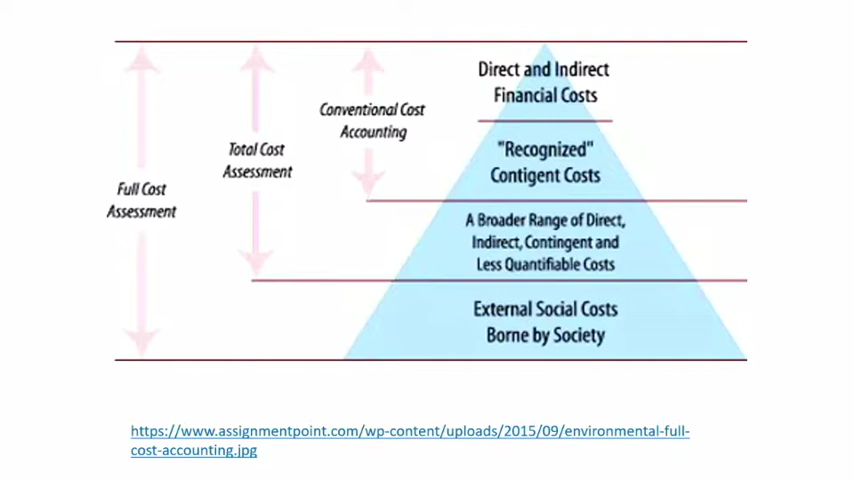 Direct and Indirect
Financial Costs
Conventional Cost
Accounting
"Recognized"
Contigent Costs
Total Cost
Assessment
Full Cost
Assessment
A Broader Range of Direct,
Indirect, Contingent and
Less Quantifiable Costs
External Social Costs
Borne by Society
https://www.assignmentpoint.com/wp-content/uploads/2015/09/environmental-full-
cost-accounting.jpg